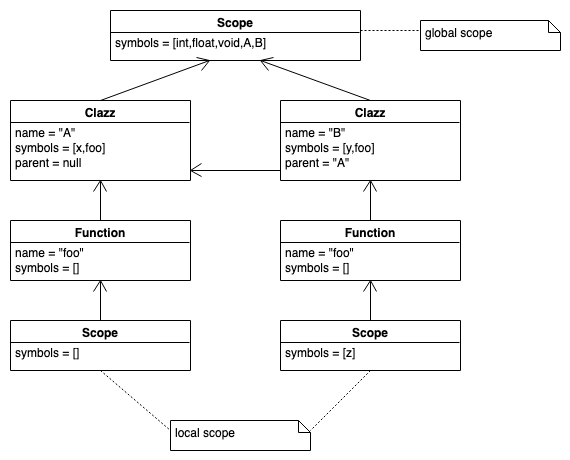 Scope
symbols = [int,float,void,A,B]
global scope
Clazz
name = "A"
symbols = [x,foo]
parent = null
Clazz
name = "B"
symbols = [y,foo]
parent = "A"
Function
name = "foo"
symbols = []
Function
name = "foo"
symbols = []
Scope
symbols = []
Scope
symbols = [z]
local scope